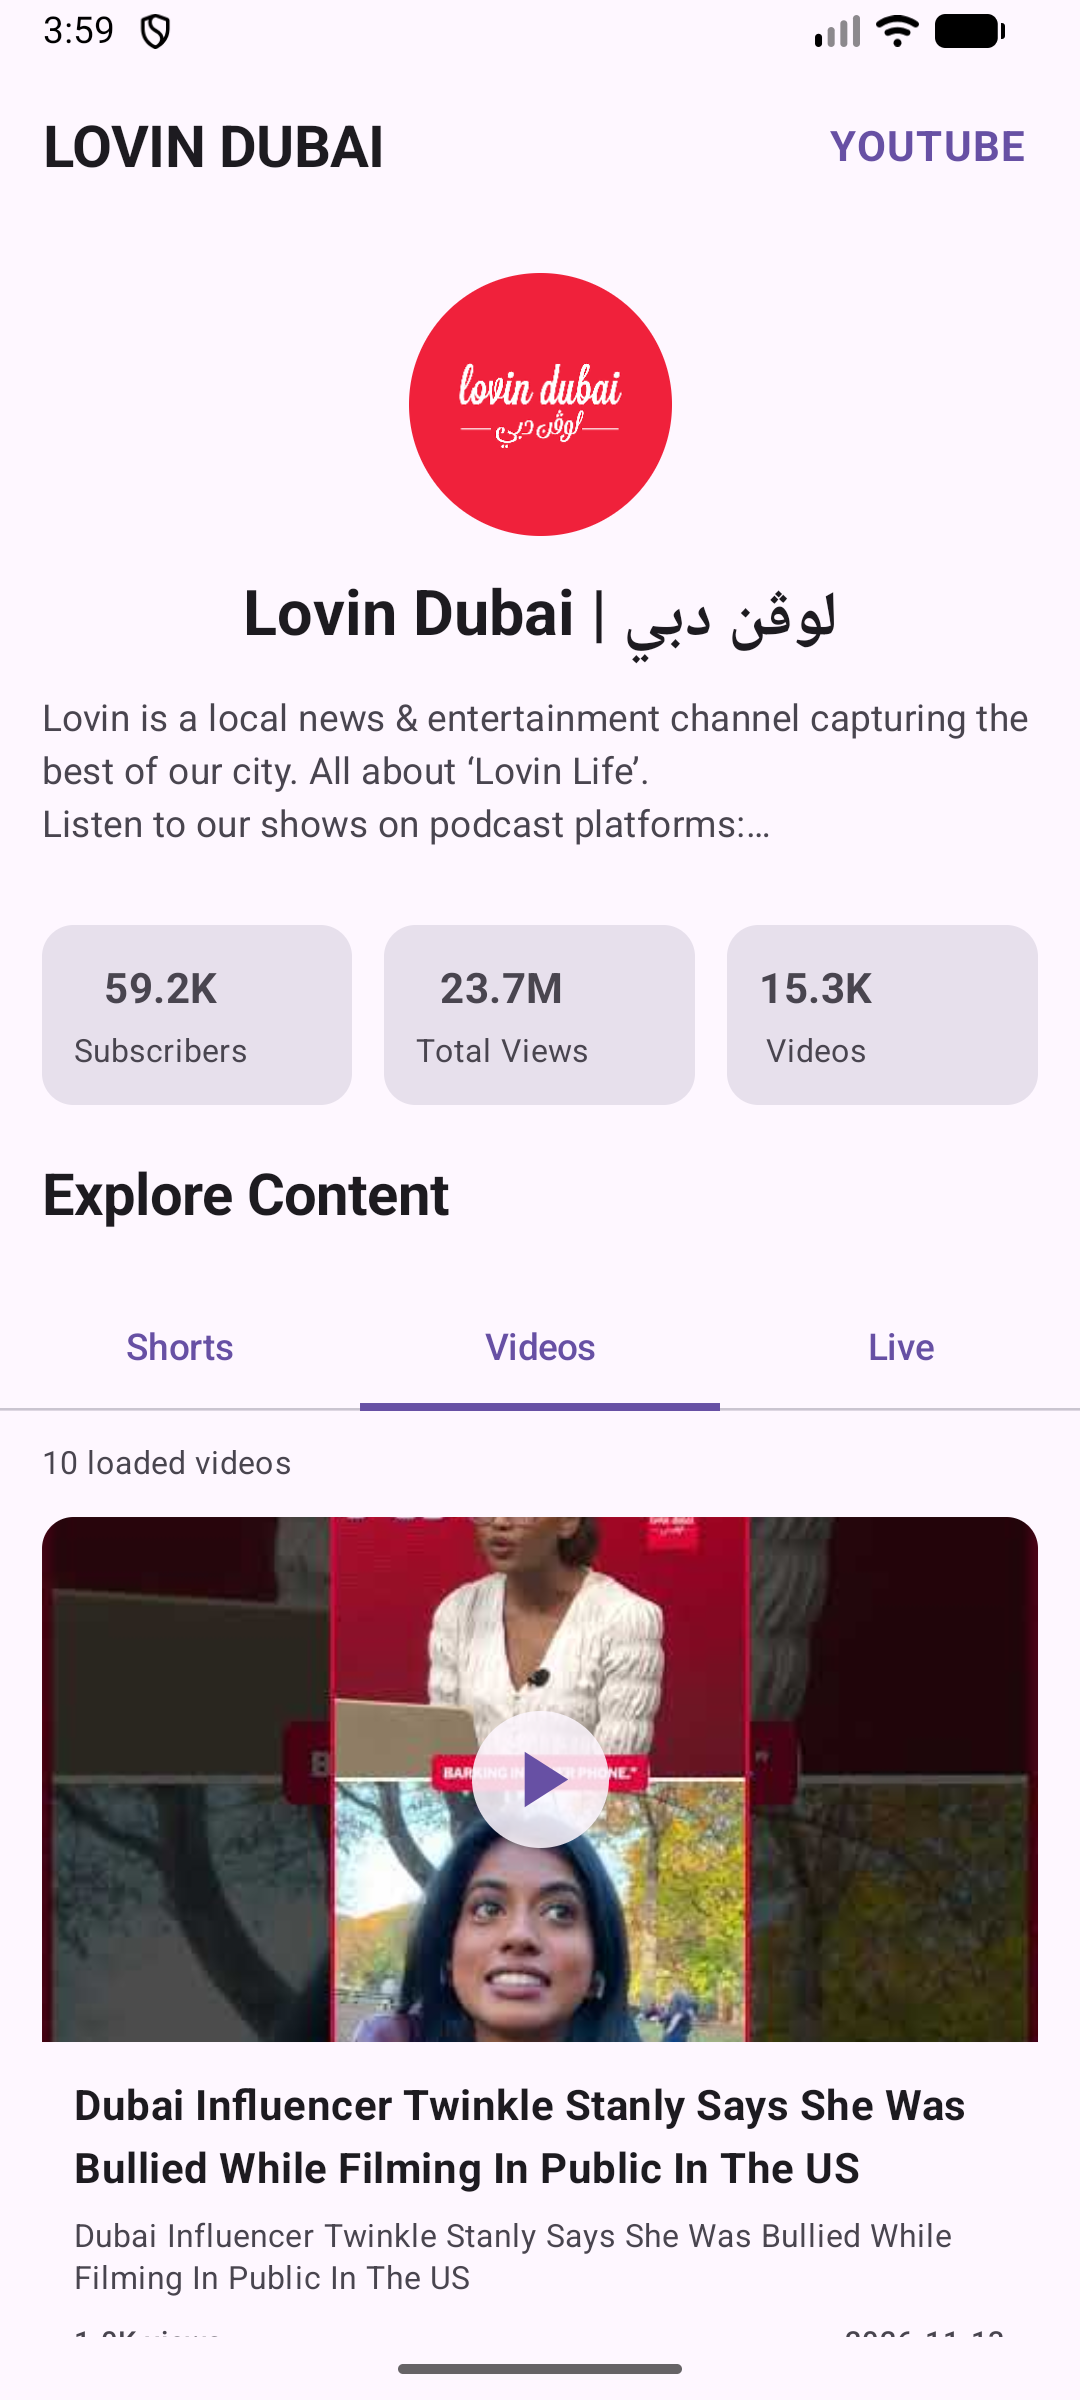 3:59
LOVIN DUBAI
YOUTUBE
lovin dubai
لوڤن دبي
Lovin Dubai | لوڤن دبي
Lovin is a local news & entertainment channel capturing the
best of our city. All about ‘Lovin Life’.
Listen to our shows on podcast platforms:…
59.2K
Subscribers
23.7M
Total Views
15.3K
Videos
Explore Content
Shorts
Videos
Live
10 loaded videos
BARKING IN PHONE."
Dubai Influencer Twinkle Stanly Says She Was
Bullied While Filming In Public In The US
Dubai Influencer Twinkle Stanly Says She Was Bullied While
Filming In Public In The US